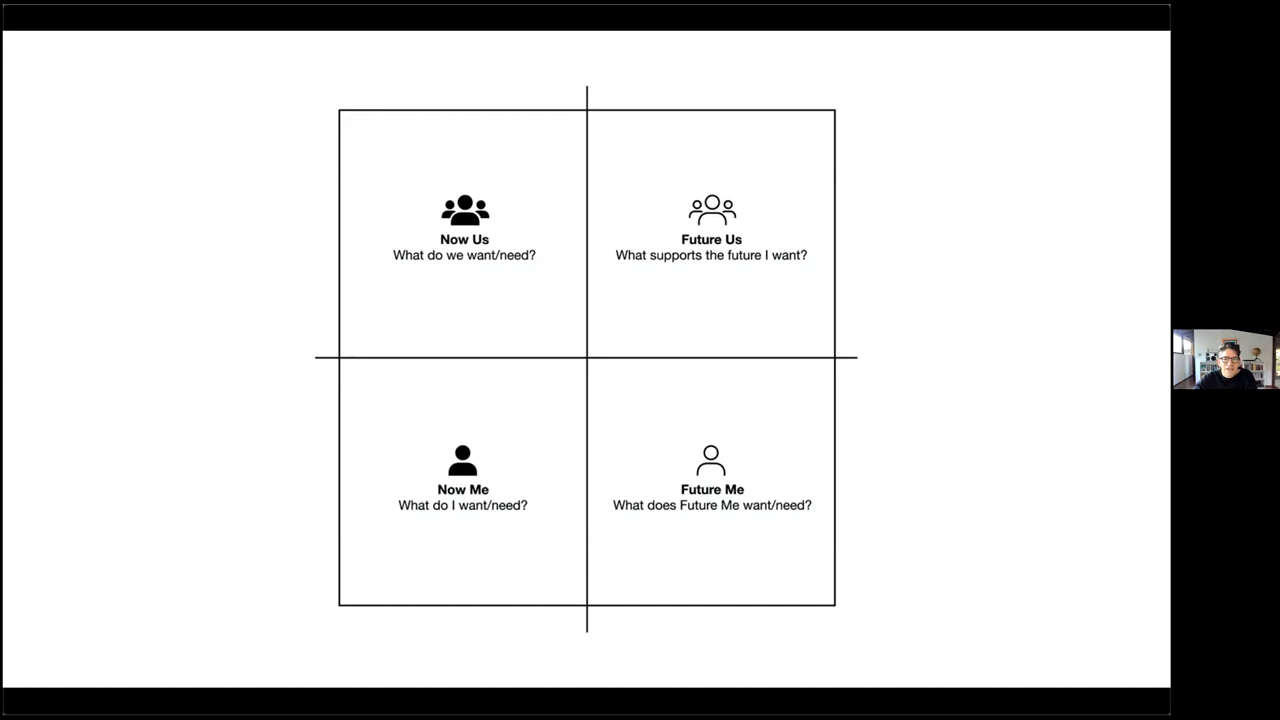 Now Us
What do we want/need?
Future Us
What supports the future I want?
Now Me
What do I want/need?
Future Me
What does Future Me want/need?